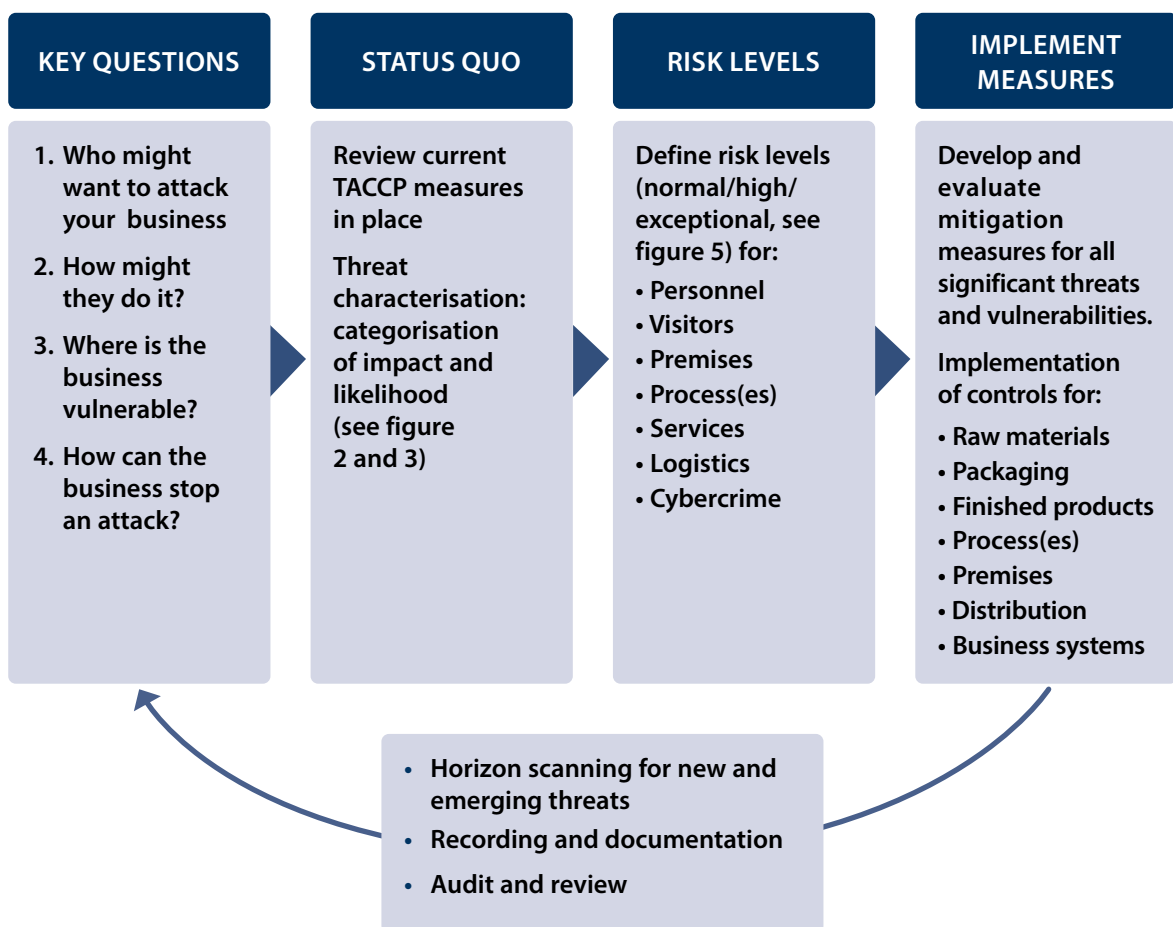 KEY QUESTIONS
1. Who might
want to attack
your business
2. How might
they do it?
3. Where is the
business
vulnerable?
4. How can the
business stop
an attack?
STATUS QUO
Review current
TACCP measures
in place
Threat
characterisation:
categorisation
of impact and
likelihood
(see figure
2 and 3)
RISK LEVELS
Define risk levels
(normal/high/
exceptional, see
figure 5) for:
• Personnel
• Visitors
• Premises
• Process(es)
• Services
• Logistics
• Cybercrime
IMPLEMENT
MEASURES
Develop and
evaluate
mitigation
measures for all
significant threats
and vulnerabilities.
Implementation
of controls for:
• Raw materials
• Packaging
• Finished products
• Process(es)
• Premises
• Distribution
• Business systems
• Horizon scanning for new and
emerging threats
• Recording and documentation
• Audit and review